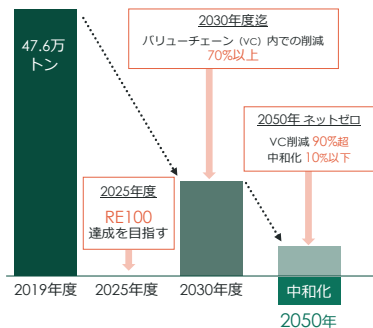 47.6万
トン
2030年度迄
バリューチェーン（VC）内での削減
70%以上
2050年 ネットゼロ
VC削減 90%超
中和化 10%以下
2025年度
RE100
達成を目指す
2019年度
2025年度
2030年度
中和化
2050年